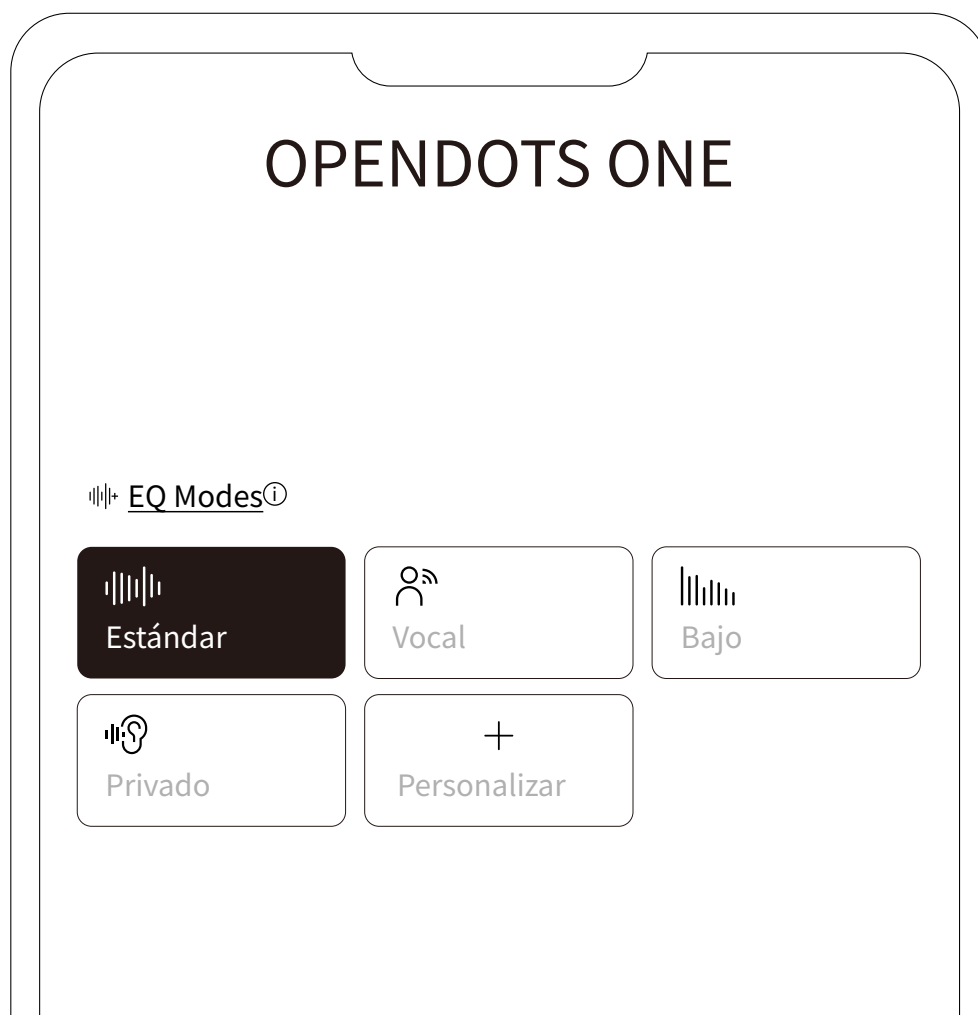 OPENDOTS ONE
EQ Modes
Estándar
Vocal
Bajo
Privado
Personalizar